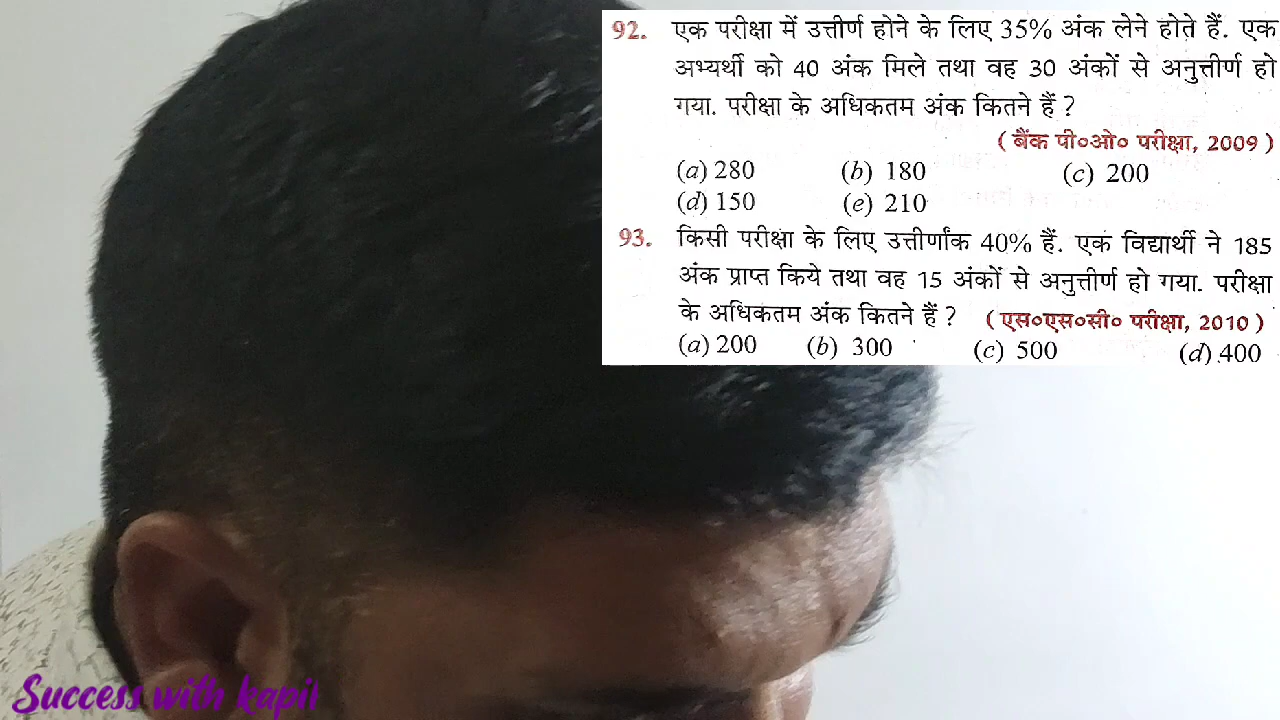 92. एक परीक्षा में उत्तीर्ण होने के लिए 35% अंक लेने होते हैं. एक
अभ्यर्थी को 40 अंक मिले तथा वह 30 अंकों से अनुत्तीर्ण हो
गया. परीक्षा के अधिकतम अंक कितने हैं ?
( बैंक पी०ओ० परीक्षा, 2009 )
(a) 280 (b) 180 (c) 200
(d) 150 (e) 210
93. किसी परीक्षा के लिए उत्तीर्णांक 40% हैं. एक विद्यार्थी ने 185
अंक प्राप्त किये तथा वह 15 अंकों से अनुत्तीर्ण हो गया. परीक्षा
के अधिकतम अंक कितने हैं ? ( एस०एस०सी० परीक्षा, 2010 )
(a) 200 (b) 300 (c) 500 (d) 400
Success with kapil